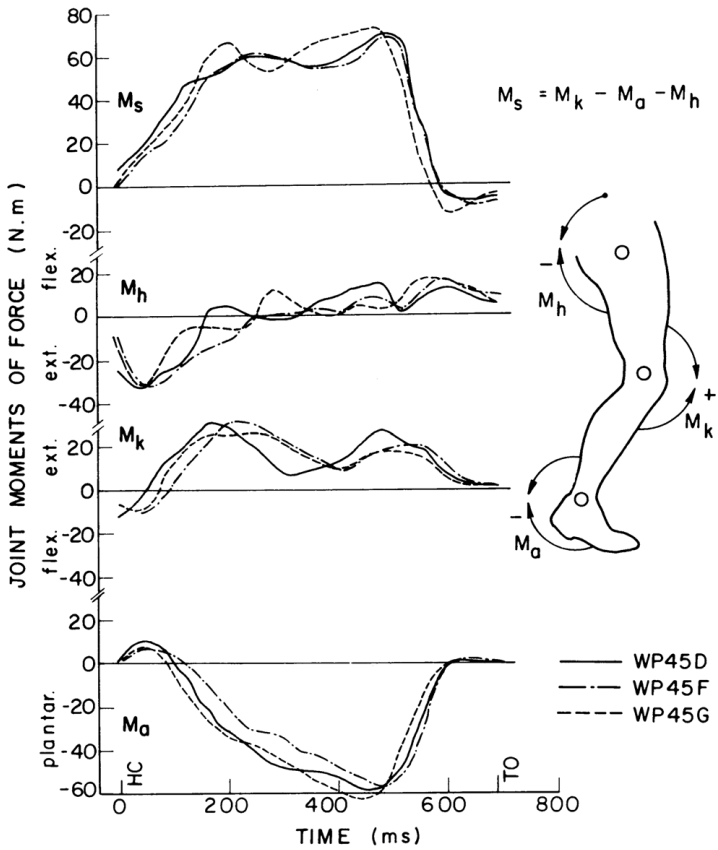 JOINT MOMENTS OF FORCE (N.m)
80
60
40
20
0
-20
Ms
Ms = Mk - Ma - Mh
flex.
ext.
20
0
-20
-40
Mh
ext.
flex.
20
0
-20
-40
Mk
plantar.
20
0
-20
-40
-60
Ma
HC
TO
0
200
400
600
800
TIME (ms)
-
Mh
+
Mk
-
Ma
WP45D
WP45F
WP45G